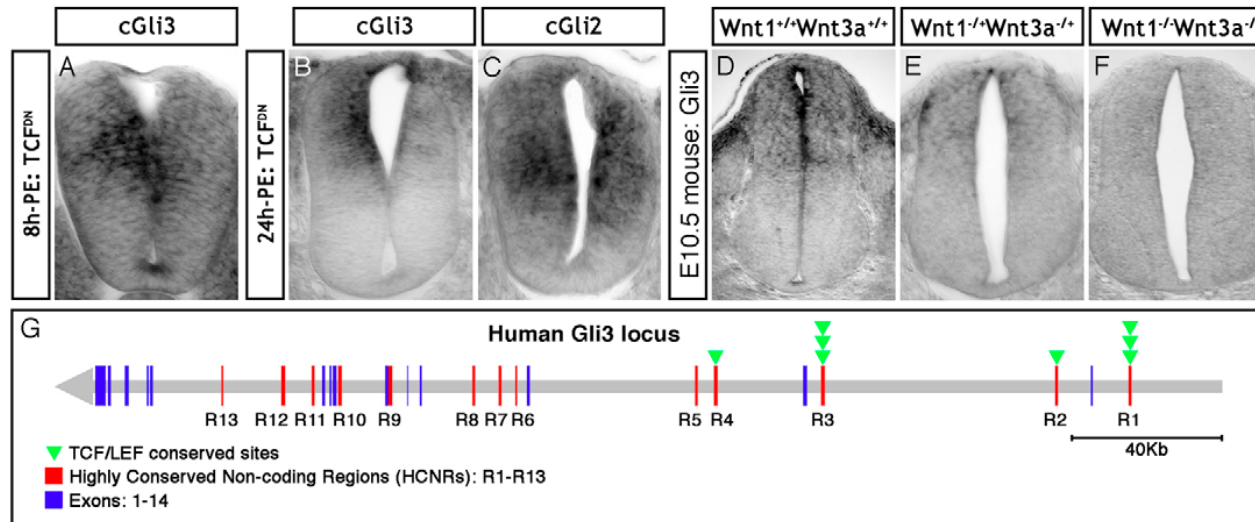 cGli3
cGli3
cGli2
Wnt1+/+Wnt3a+/+
Wnt1-/+Wnt3a-/+
Wnt1-/-Wnt3a-/-
8h-PE: TCFDN
A
24h-PE: TCFDN
B
C
E10.5 mouse: Gli3
D
E
F
G
Human Gli3 locus
R13
R12
R11
R10
R9
R8
R7
R6
R5
R4
R3
R2
R1
40Kb
TCF/LEF conserved sites
Highly Conserved Non-coding Regions (HCNRs): R1-R13
Exons: 1-14